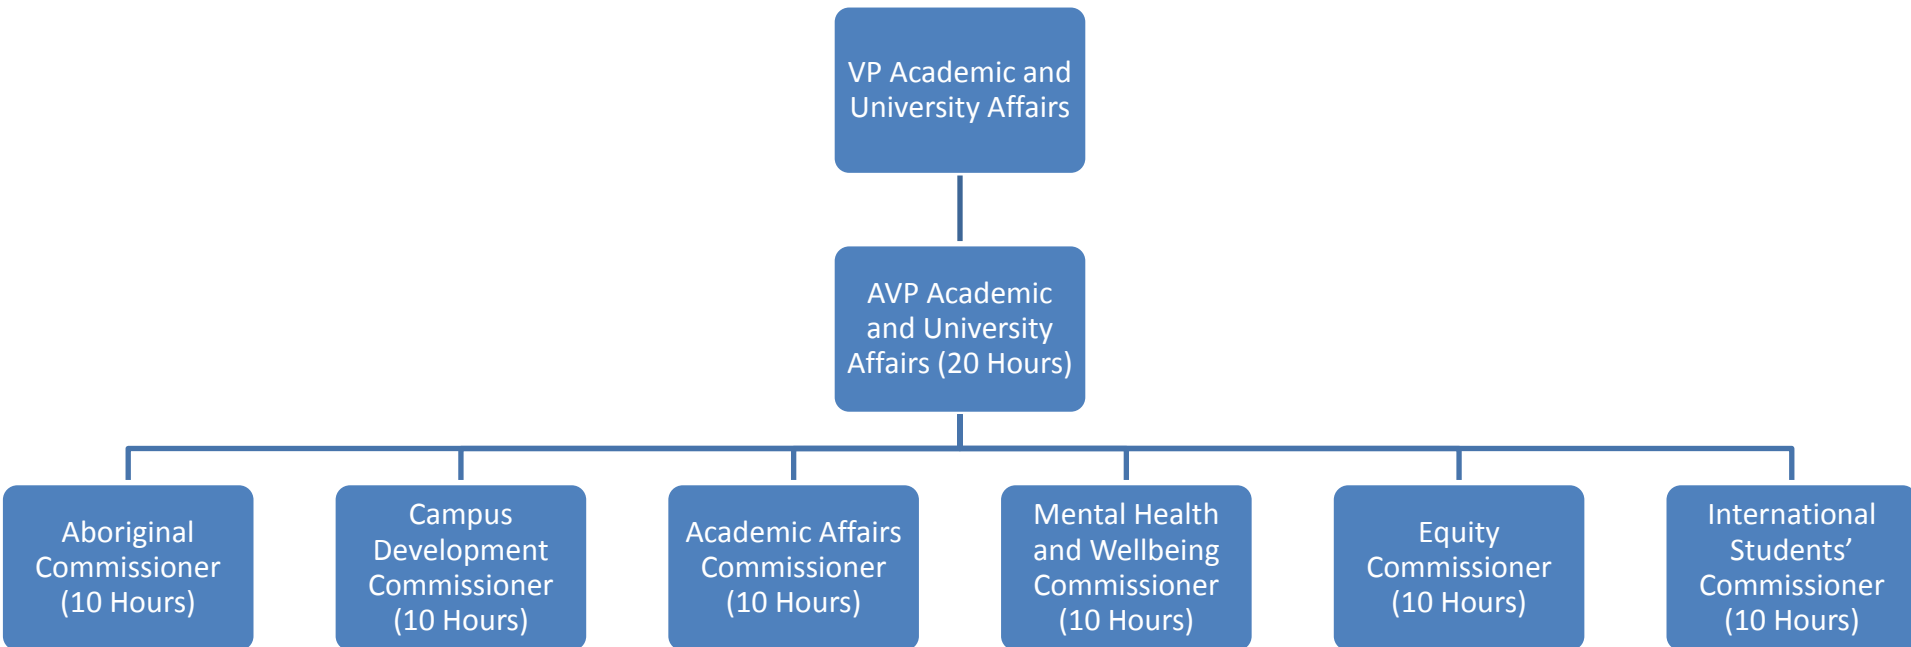 VP Academic and
University Affairs
AVP Academic
and University
Affairs (20 Hours)
Aboriginal
Commissioner
(10 Hours)
Campus
Development
Commissioner
(10 Hours)
Academic Affairs
Commissioner
(10 Hours)
Mental Health
and Wellbeing
Commissioner
(10 Hours)
Equity
Commissioner
(10 Hours)
International
Students’
Commissioner
(10 Hours)